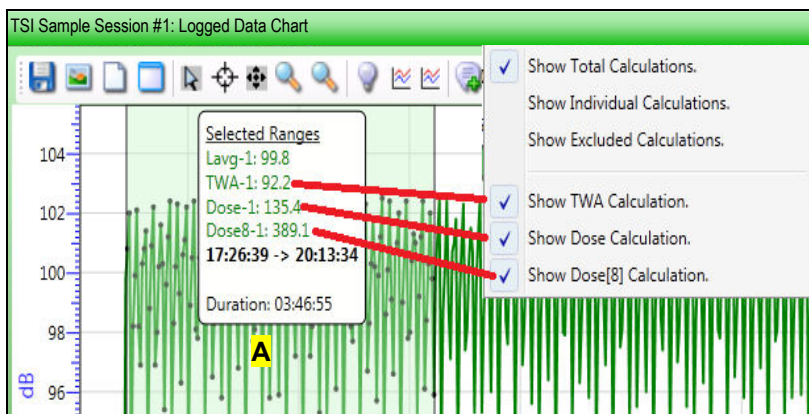 TSI Sample Session #1: Logged Data Chart
Show Total Calculations.
Show Individual Calculations.
Show Excluded Calculations.
Show TWA Calculation.
Show Dose Calculation.
Show Dose[8] Calculation.
Selected Ranges
Lavg-1: 99.8
TWA-1: 92.2
Dose-1: 135.4
Dose8-1: 389.1
17:26:39 -> 20:13:34
Duration: 03:46:55
A
104
102
100
98
96
dB